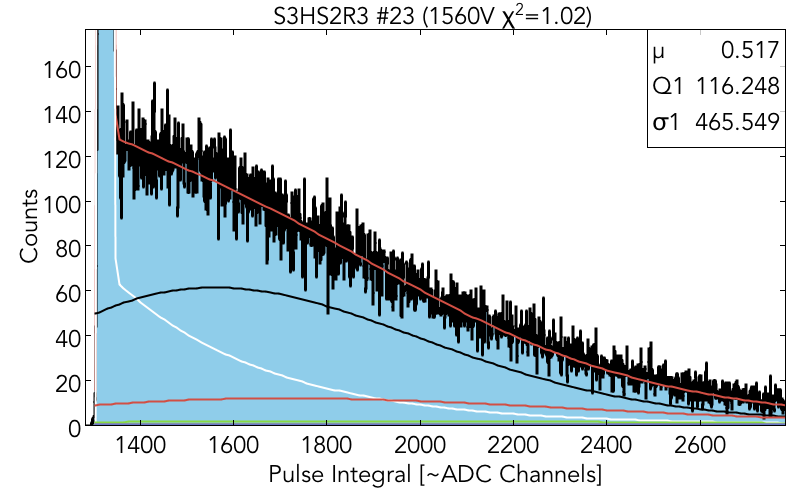 S3HS2R3 #23 (1560V χ²=1.02)
µ 0.517
Q1 116.248
σ1 465.549
Counts
160
140
120
100
80
60
40
20
0
1400 1600 1800 2000 2200 2400 2600
Pulse Integral [~ADC Channels]